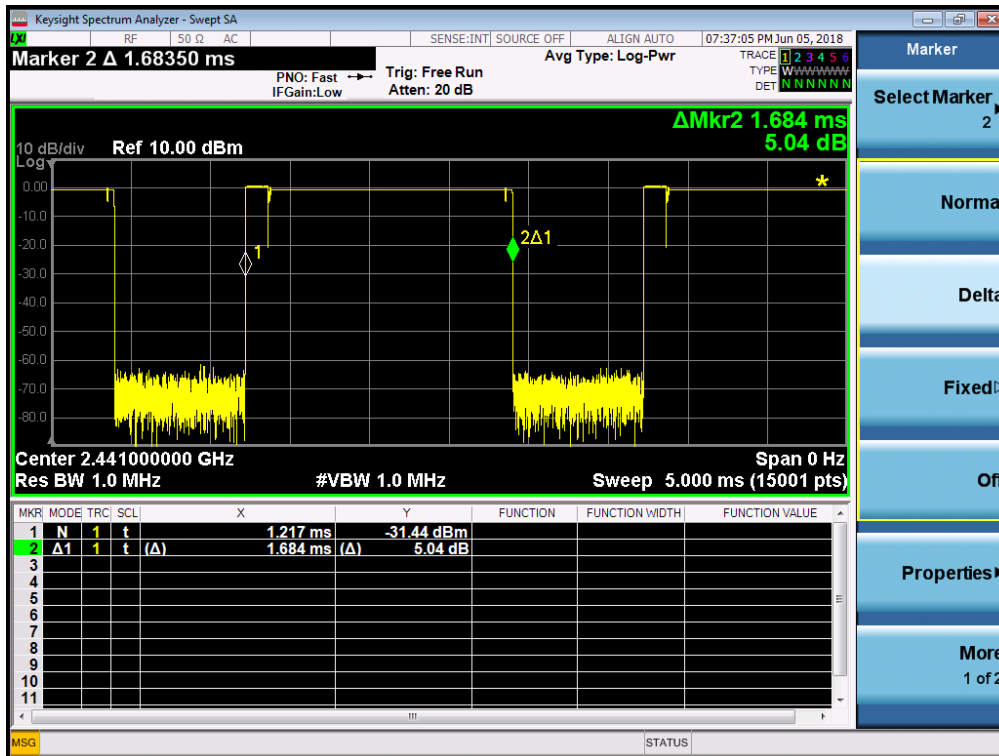 Keysight Spectrum Analyzer - Swept SA
LXI RF 50 Ω AC SENSE:INT SOURCE OFF ALIGN AUTO 07:37:05 PM Jun 05, 2018
Marker 2 Δ 1.68350 ms
PNO: Fast
IFGain:Low
Trig: Free Run
Atten: 20 dB
Avg Type: Log-Pwr
TRACE 1 2 3 4 5 6
TYPE WWWWWWW
DET N N N N N N
ΔMkr2 1.684 ms
5.04 dB
10 dB/div Ref 10.00 dBm
Log
0.00
-10.0
-20.0
-30.0
-40.0
-50.0
-60.0
-70.0
-80.0
1
2Δ1
*
Center 2.441000000 GHz Span 0 Hz
Res BW 1.0 MHz #VBW 1.0 MHz Sweep 5.000 ms (15001 pts)
MKR MODE TRC SCL X Y FUNCTION FUNCTION WIDTH FUNCTION VALUE
1 N 1 t 1.217 ms -31.44 dBm
2 Δ1 1 t (Δ) 1.684 ms (Δ) 5.04 dB
3
4
5
6
7
8
9
10
11
MSG STATUS
Marker
Select Marker
2
Norma
Delta
Fixed
Off
Properties
More
1 of 2